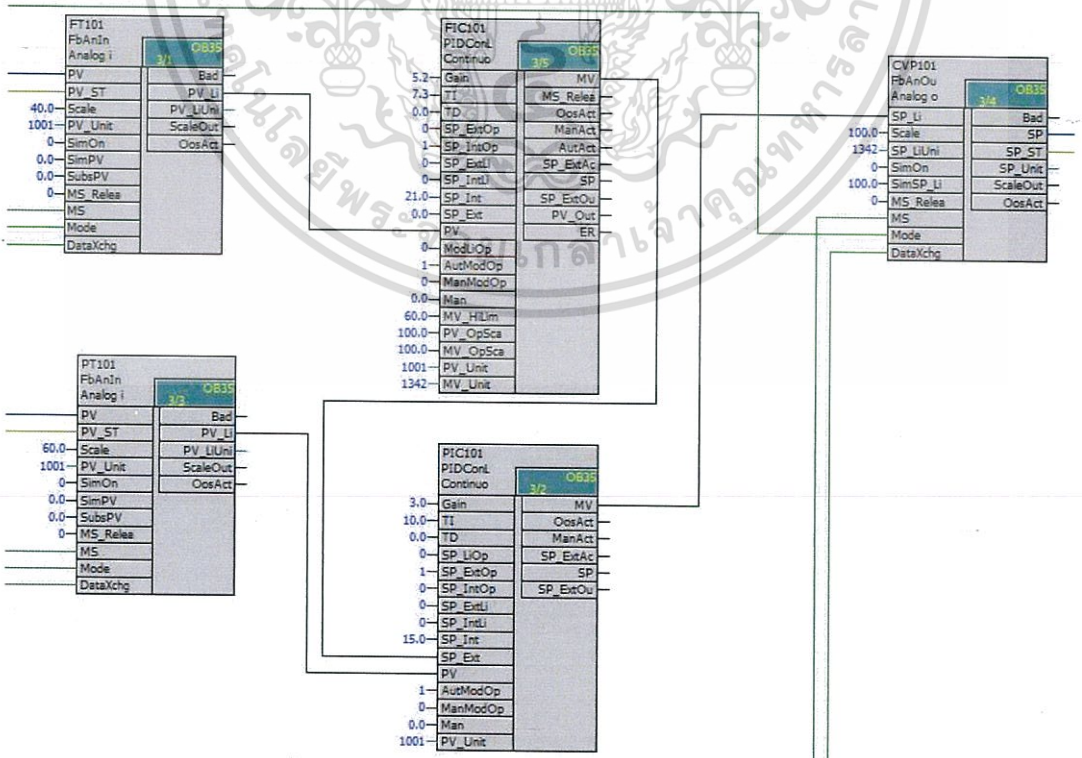 FT101
FbAnIn
Analog i
OB35
3/1
PV
Bad
PV_ST
PV_Li
40.0
Scale
PV_LiUni
1001
PV_Unit
ScaleOut
0
SimOn
OosAct
0.0
SimPV
0.0
SubsPV
0
MS_Relea
MS
Mode
DataXchg
FIC101
PIDConL
Continuo
OB35
3/5
5.2
Gain
MV
7.3
TI
MS_Relea
0.0
TD
OosAct
0
SP_ExtOp
ManAct
1
SP_IntOp
AutAct
0
SP_ExtLi
SP_ExtAc
0
SP_IntLi
SP
21.0
SP_Int
SP_ExtOu
0.0
SP_Ext
PV_Out
PV
ER
0
ModLiOp
1
AutModOp
0
ManModOp
0.0
Man
60.0
MV_HiLim
100.0
PV_OpSca
100.0
MV_OpSca
1001
PV_Unit
1342
MV_Unit
CVP101
FbAnOu
Analog o
OB35
3/4
SP_Li
Bad
100.0
Scale
SP
1342
SP_LiUni
SP_ST
0
SimOn
SP_Unit
100.0
SimSP_Li
ScaleOut
0
MS_Relea
OosAct
MS
Mode
DataXchg
PT101
FbAnIn
Analog i
OB35
3/3
PV
Bad
PV_ST
PV_Li
60.0
Scale
PV_LiUni
1001
PV_Unit
ScaleOut
0
SimOn
OosAct
0.0
SimPV
0.0
SubsPV
0
MS_Relea
MS
Mode
DataXchg
PIC101
PIDConL
Continuo
OB35
3/2
3.0
Gain
MV
10.0
TI
OosAct
0.0
TD
ManAct
0
SP_LiOp
SP_ExtAc
1
SP_ExtOp
SP
0
SP_IntOp
SP_ExtOu
0
SP_ExtLi
0
SP_IntLi
15.0
SP_Int
SP_Ext
PV
1
AutModOp
0
ManModOp
0.0
Man
1001
PV_Unit